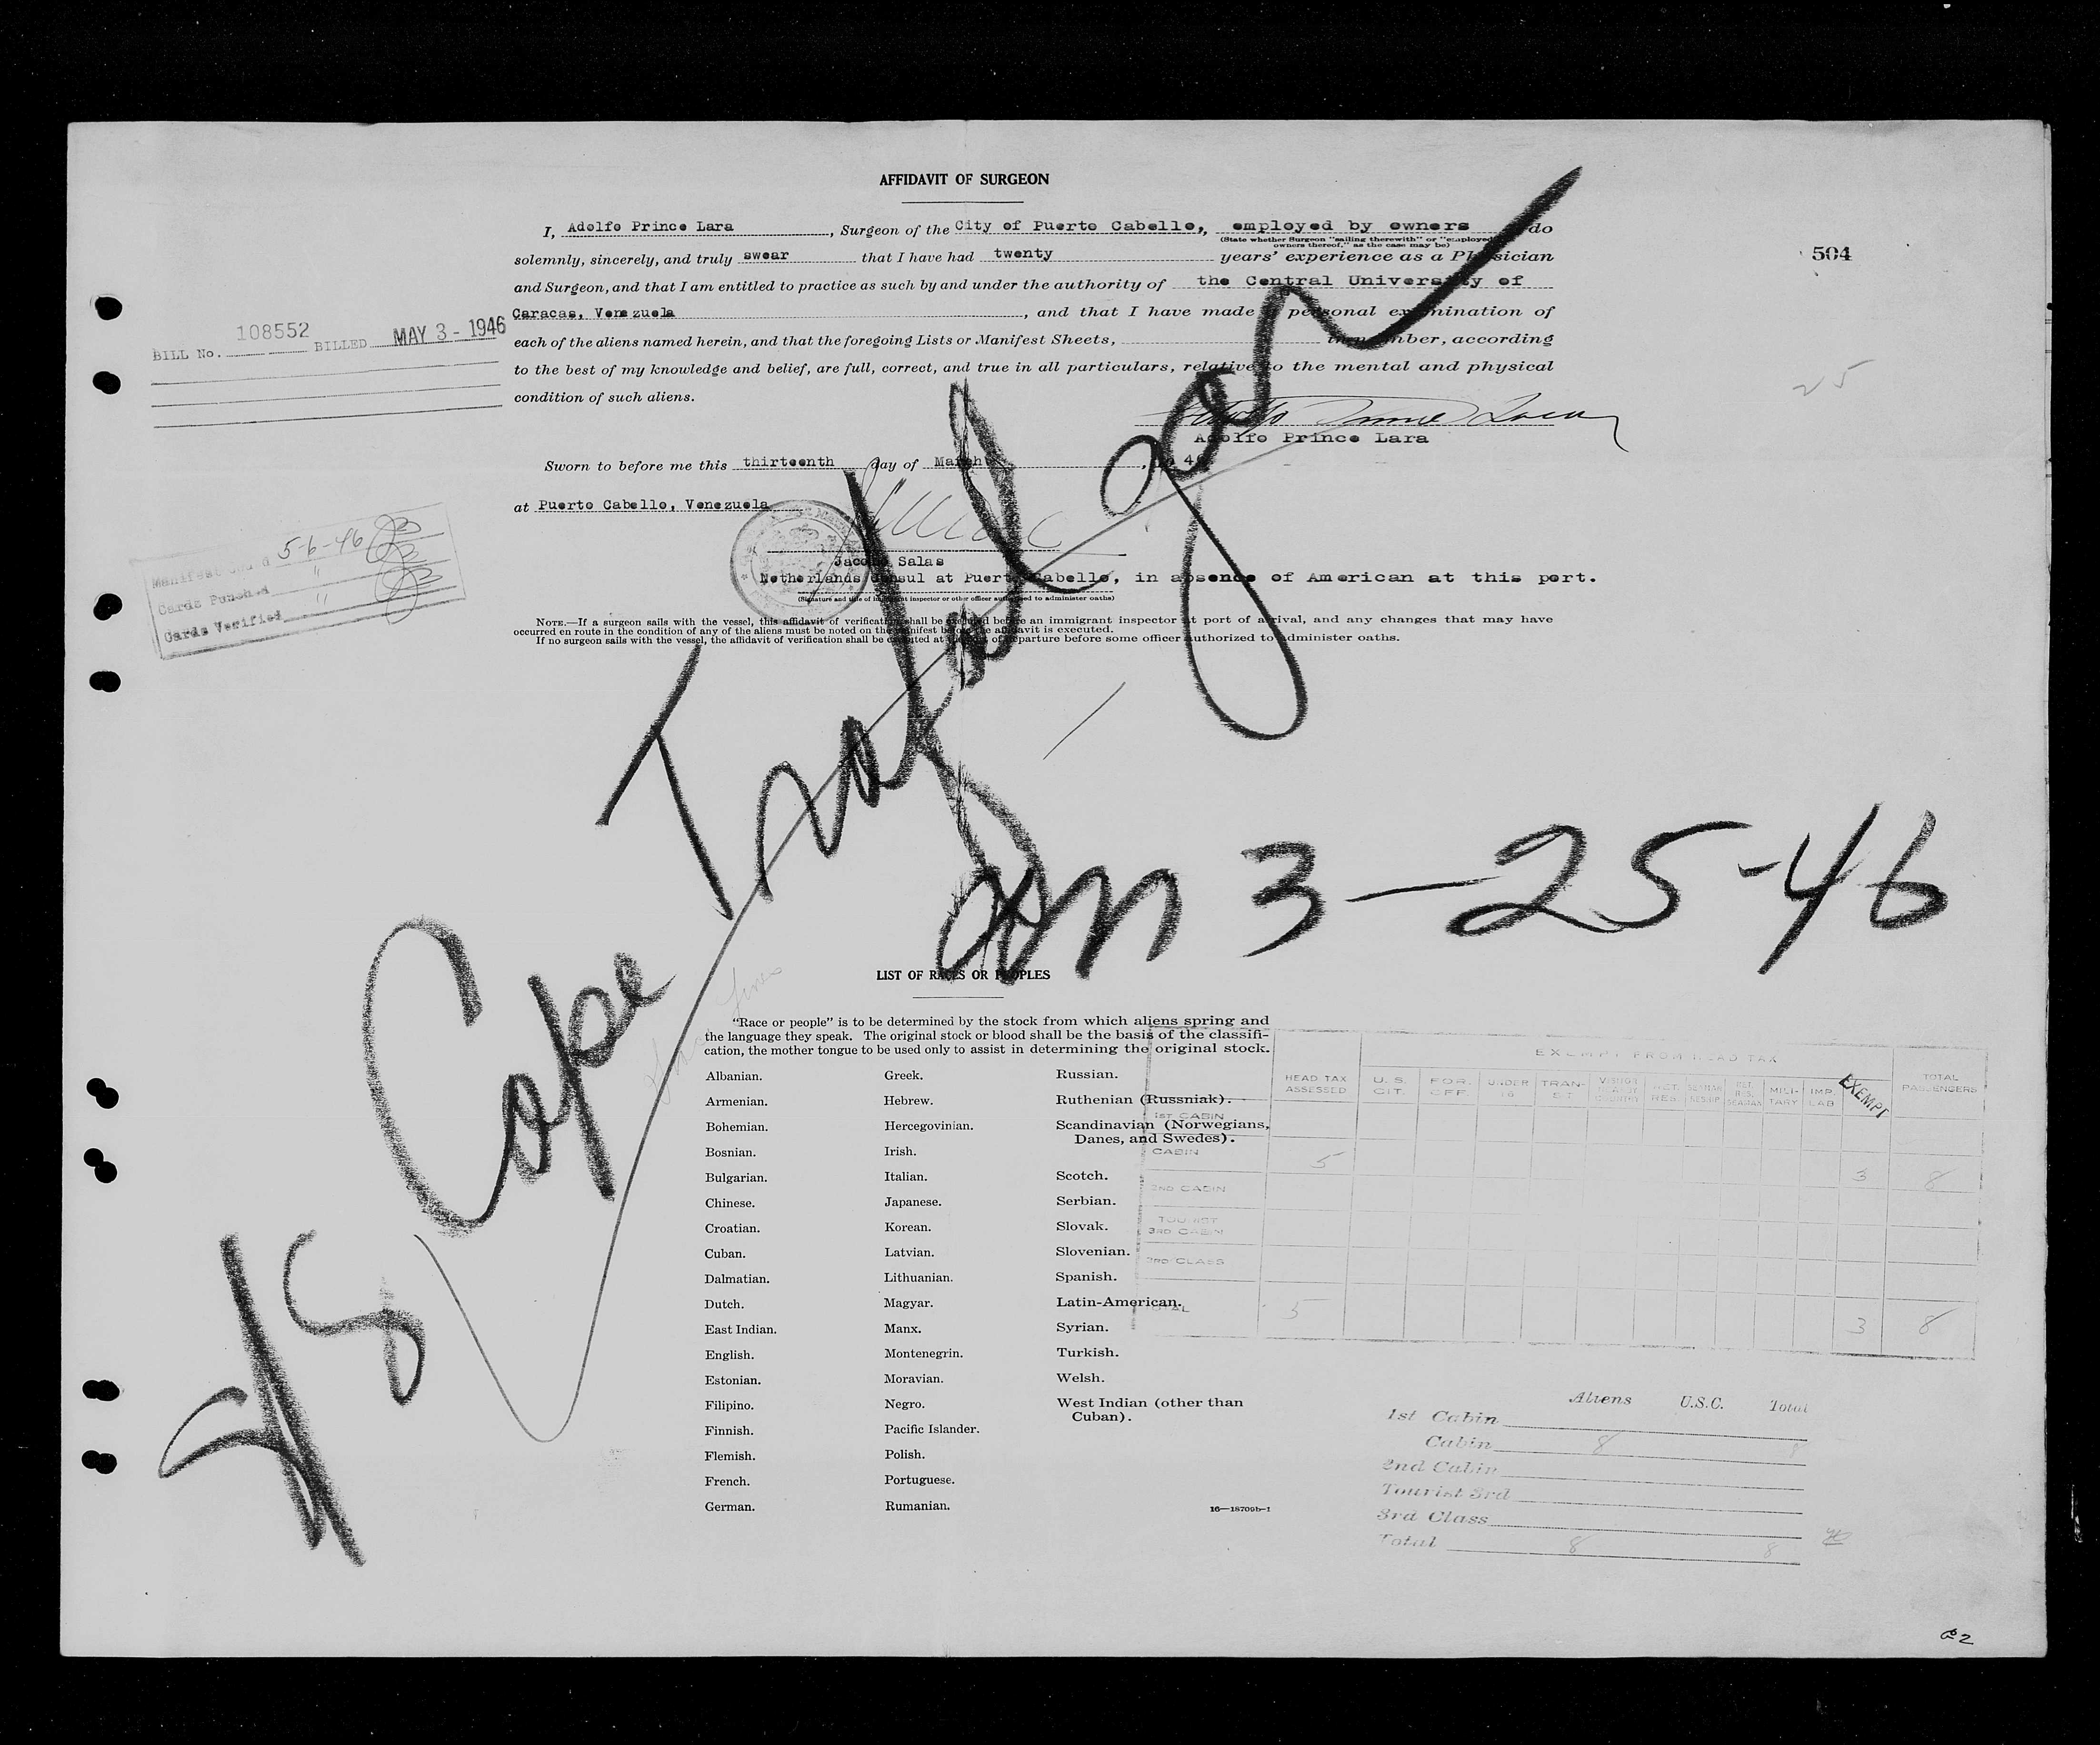 AFFIDAVIT OF SURGEON
I, Adolfo Prince Lara, Surgeon of the City of Puerto Cabello, employed by owners do
(State whether Surgeon "sailing therewith" or "employed owners thereof," as the case may be)
solemnly, sincerely, and truly swear that I have had twenty years' experience as a Physician
and Surgeon, and that I am entitled to practice as such by and under the authority of the Central University of
Caracas, Venezuela, and that I have made personal examination of
each of the aliens named herein, and that the foregoing Lists or Manifest Sheets, in number, according
to the best of my knowledge and belief, are full, correct, and true in all particulars, relative to the mental and physical
condition of such aliens.
504
BILL No. 108552 BILLED MAY 3 - 1946
25
Adolfo Prince Lara
Sworn to before me this thirteenth day of March, 46
at Puerto Cabello, Venezuela
Jacobo Salas
Netherlands Consul at Puerto Cabello, in absence of American at this port.
(Signature and title of immigrant inspector or other officer authorized to administer oaths)
Manifest 5-6-46
Cards Punched "
Cards Verified "
NOTE.—If a surgeon sails with the vessel, this affidavit of verification shall be executed before an immigrant inspector at port of arrival, and any changes that may have
occurred en route in the condition of any of the aliens must be noted on the manifest before the affidavit is executed.
If no surgeon sails with the vessel, the affidavit of verification shall be executed at the port of departure before some officer authorized to administer oaths.
S/S Cape Trafalgar
on 3-25-46
LIST OF RACES OR PEOPLES
"Race or people" is to be determined by the stock from which aliens spring and
the language they speak. The original stock or blood shall be the basis of the classifi-
cation, the mother tongue to be used only to assist in determining the original stock.
Albanian. Greek. Russian.
Armenian. Hebrew. Ruthenian (Russniak).
Bohemian. Hercegovinian. Scandinavian (Norwegians,
Danes, and Swedes).
Bosnian. Irish.
Bulgarian. Italian. Scotch.
Chinese. Japanese. Serbian.
Croatian. Korean. Slovak.
Cuban. Latvian. Slovenian.
Dalmatian. Lithuanian. Spanish.
Dutch. Magyar. Latin-American.
East Indian. Manx. Syrian.
English. Montenegrin. Turkish.
Estonian. Moravian. Welsh.
Filipino. Negro. West Indian (other than
Cuban).
Finnish. Pacific Islander.
Flemish. Polish.
French. Portuguese.
German. Rumanian.
16—18709b-1
EXEMPT FROM HEAD TAX
HEAD TAX ASSESSED U.S. CIT. FOR. OFF. UNDER 16 TRANSIT MILITARY IMP. LAB EXEMPT TOTAL PASSENGERS
1ST CABIN
CABIN 5 3 8
2ND CABIN
TOURIST
3RD CABIN
3RD CLASS
TOTAL 5 3 8
Aliens U.S.C. Total
1st Cabin
Cabin 8 8
2nd Cabin
Tourist 3rd
3rd Class
Total 8 8